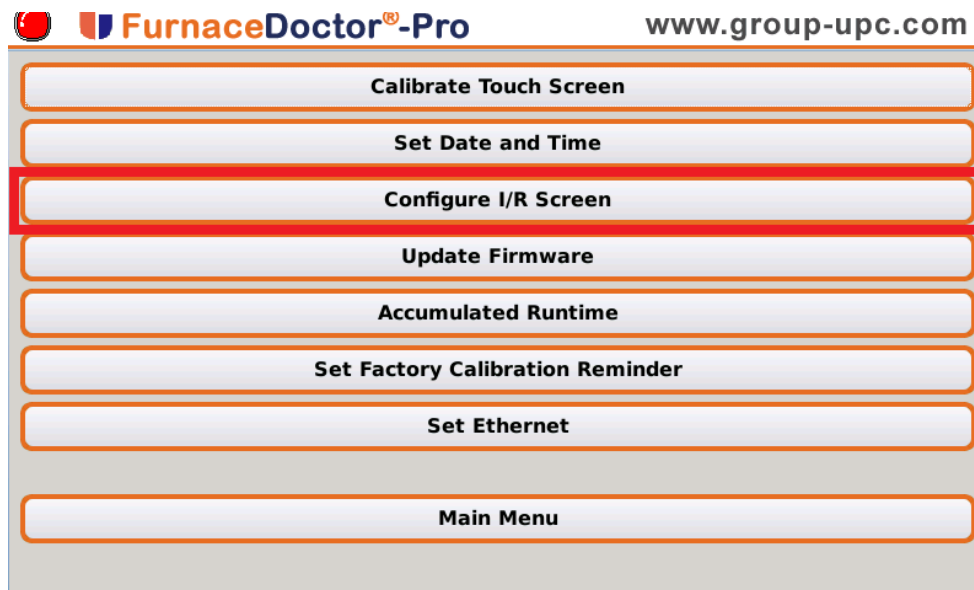 FurnaceDoctor®-Pro www.group-upc.com
Calibrate Touch Screen
Set Date and Time
Configure I/R Screen
Update Firmware
Accumulated Runtime
Set Factory Calibration Reminder
Set Ethernet
Main Menu